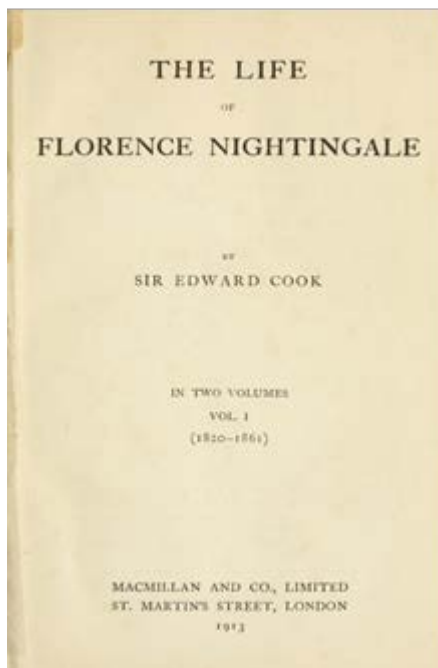 THE LIFE
OF
FLORENCE NIGHTINGALE
BY
SIR EDWARD COOK
IN TWO VOLUMES
VOL. I
(1820–1861)
MACMILLAN AND CO., LIMITED
ST. MARTIN'S STREET, LONDON
1913